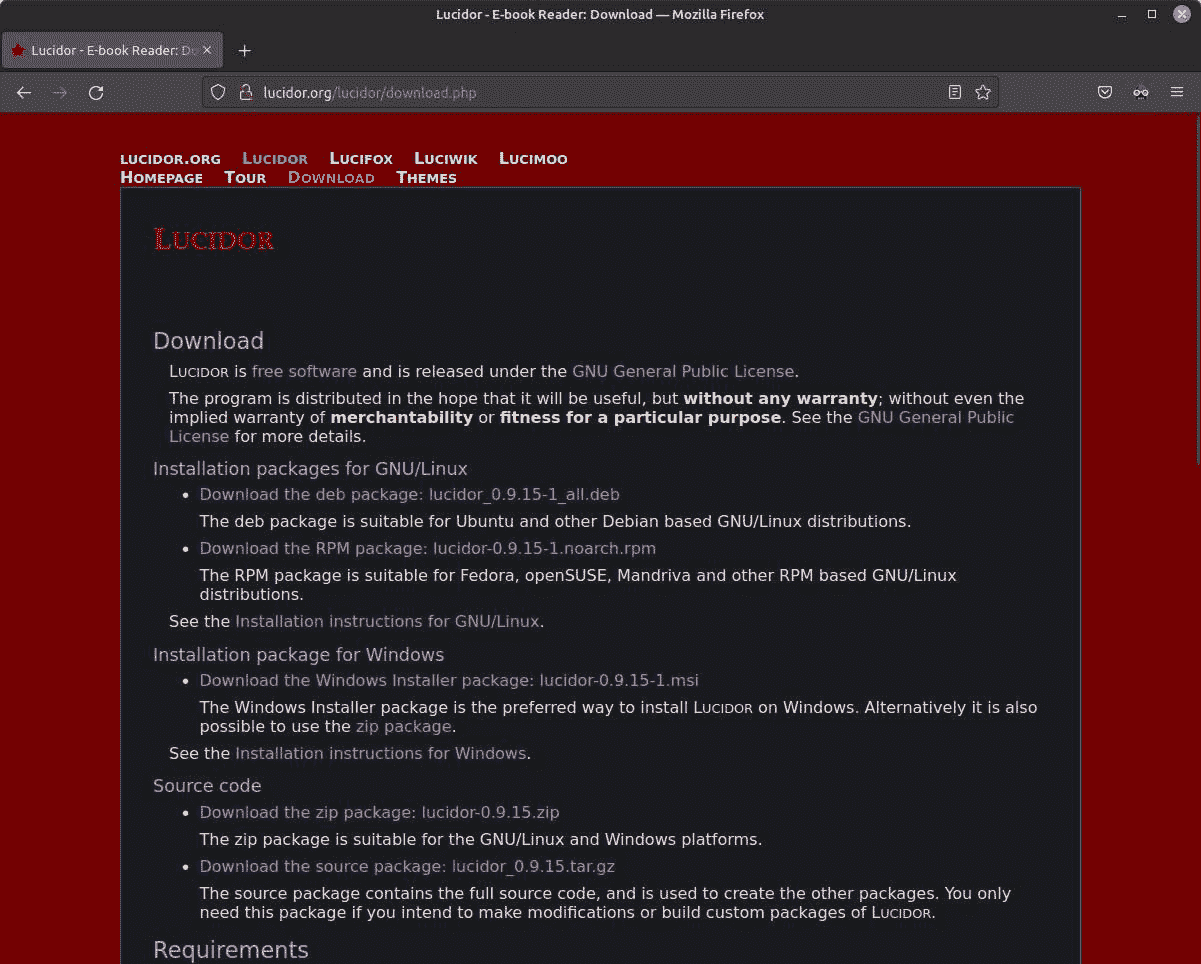 Lucidor - E-book Reader: Download — Mozilla Firefox
Lucidor - E-book Reader: Do
lucidor.org/lucidor/download.php
LUCIDOR.ORG LUCIDOR LUCIFOX LUCIWIK LUCIMOO
HOMEPAGE TOUR DOWNLOAD THEMES
LUCIDOR
Download
LUCIDOR is free software and is released under the GNU General Public License.
The program is distributed in the hope that it will be useful, but without any warranty; without even the
implied warranty of merchantability or fitness for a particular purpose. See the GNU General Public
License for more details.
Installation packages for GNU/Linux
• Download the deb package: lucidor_0.9.15-1_all.deb
The deb package is suitable for Ubuntu and other Debian based GNU/Linux distributions.
• Download the RPM package: lucidor-0.9.15-1.noarch.rpm
The RPM package is suitable for Fedora, openSUSE, Mandriva and other RPM based GNU/Linux
distributions.
See the Installation instructions for GNU/Linux.
Installation package for Windows
• Download the Windows Installer package: lucidor-0.9.15-1.msi
The Windows Installer package is the preferred way to install LUCIDOR on Windows. Alternatively it is also
possible to use the zip package.
See the Installation instructions for Windows.
Source code
• Download the zip package: lucidor-0.9.15.zip
The zip package is suitable for the GNU/Linux and Windows platforms.
• Download the source package: lucidor_0.9.15.tar.gz
The source package contains the full source code, and is used to create the other packages. You only
need this package if you intend to make modifications or build custom packages of LUCIDOR.
Requirements